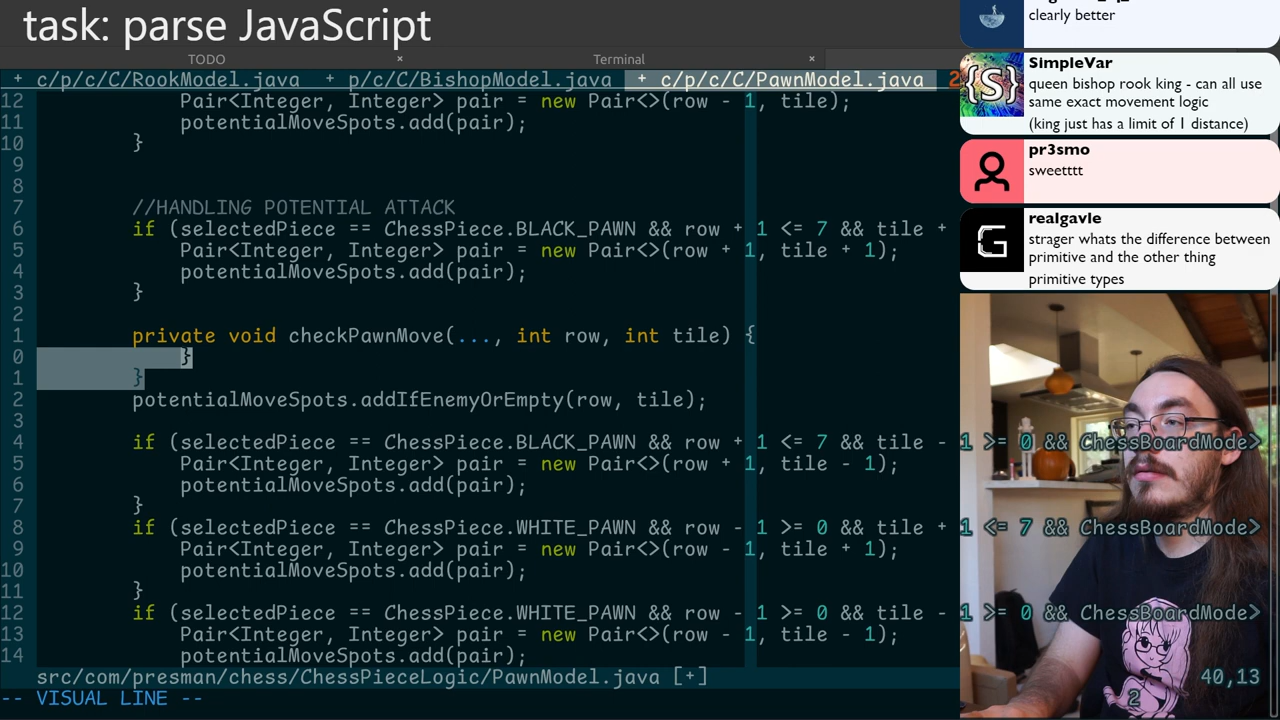 task: parse JavaScript
TODO × Terminal ×
+ c/p/c/C/RookModel.java + p/c/C/BishopModel.java + c/p/c/C/PawnModel.java 2
12 Pair<Integer, Integer> pair = new Pair<>(row - 1, tile);
11 potentialMoveSpots.add(pair);
10 }
9
8
7 //HANDLING POTENTIAL ATTACK
6 if (selectedPiece == ChessPiece.BLACK_PAWN && row + 1 <= 7 && tile +
5 Pair<Integer, Integer> pair = new Pair<>(row + 1, tile + 1);
4 potentialMoveSpots.add(pair);
3 }
2
1 private void checkPawnMove(..., int row, int tile) {
0 }
1 }
2 potentialMoveSpots.addIfEnemyOrEmpty(row, tile);
3
4 if (selectedPiece == ChessPiece.BLACK_PAWN && row + 1 <= 7 && tile - 1 >= 0 && ChessBoardMode>
5 Pair<Integer, Integer> pair = new Pair<>(row + 1, tile - 1);
6 potentialMoveSpots.add(pair);
7 }
8 if (selectedPiece == ChessPiece.WHITE_PAWN && row - 1 >= 0 && tile + 1 <= 7 && ChessBoardMode>
9 Pair<Integer, Integer> pair = new Pair<>(row - 1, tile + 1);
10 potentialMoveSpots.add(pair);
11 }
12 if (selectedPiece == ChessPiece.WHITE_PAWN && row - 1 >= 0 && tile - 1 >= 0 && ChessBoardMode>
13 Pair<Integer, Integer> pair = new Pair<>(row - 1, tile - 1);
14 potentialMoveSpots.add(pair);
src/com/presman/chess/ChessPieceLogic/PawnModel.java [+] 40,13
-- VISUAL LINE -- 2
clearly better
SimpleVar
queen bishop rook king - can all use
same exact movement logic
(king just has a limit of 1 distance)
pr3smo
sweetttt
realgavle
strager whats the difference between
primitive and the other thing
primitive types